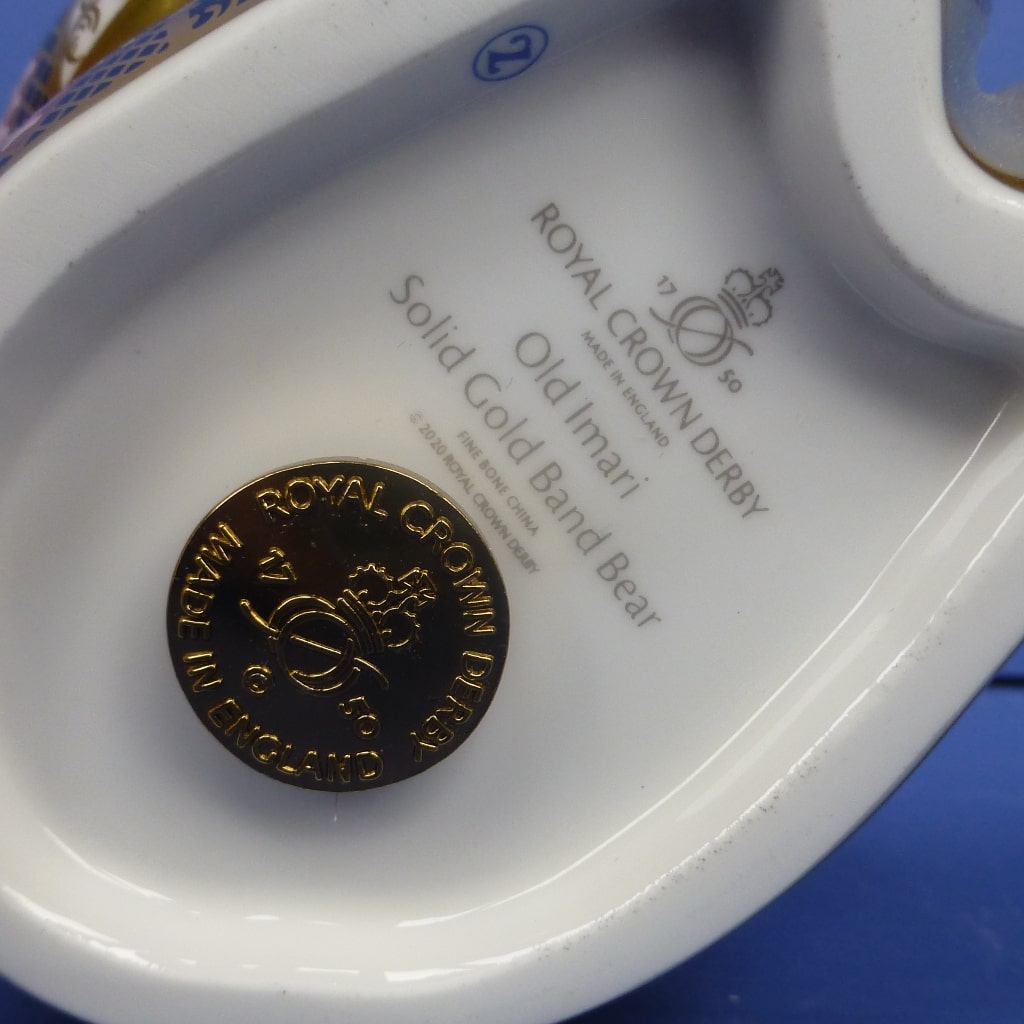 17 50
ROYAL CROWN DERBY
MADE IN ENGLAND
Old Imari
Solid Gold Band Bear
FINE BONE CHINA
© 2020 ROYAL CROWN DERBY
ROYAL CROWN DERBY
17 50
©
MADE IN ENGLAND